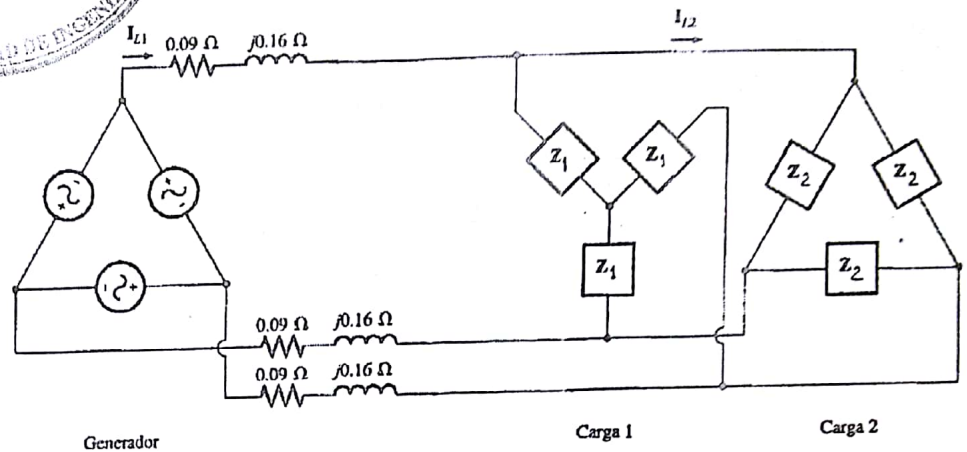 I_{L1}
0.09 Ω
j0.16 Ω
I_{L2}
Z_1
Z_1
Z_1
Z_2
Z_2
Z_2
0.09 Ω
j0.16 Ω
0.09 Ω
j0.16 Ω
Generador
Carga 1
Carga 2